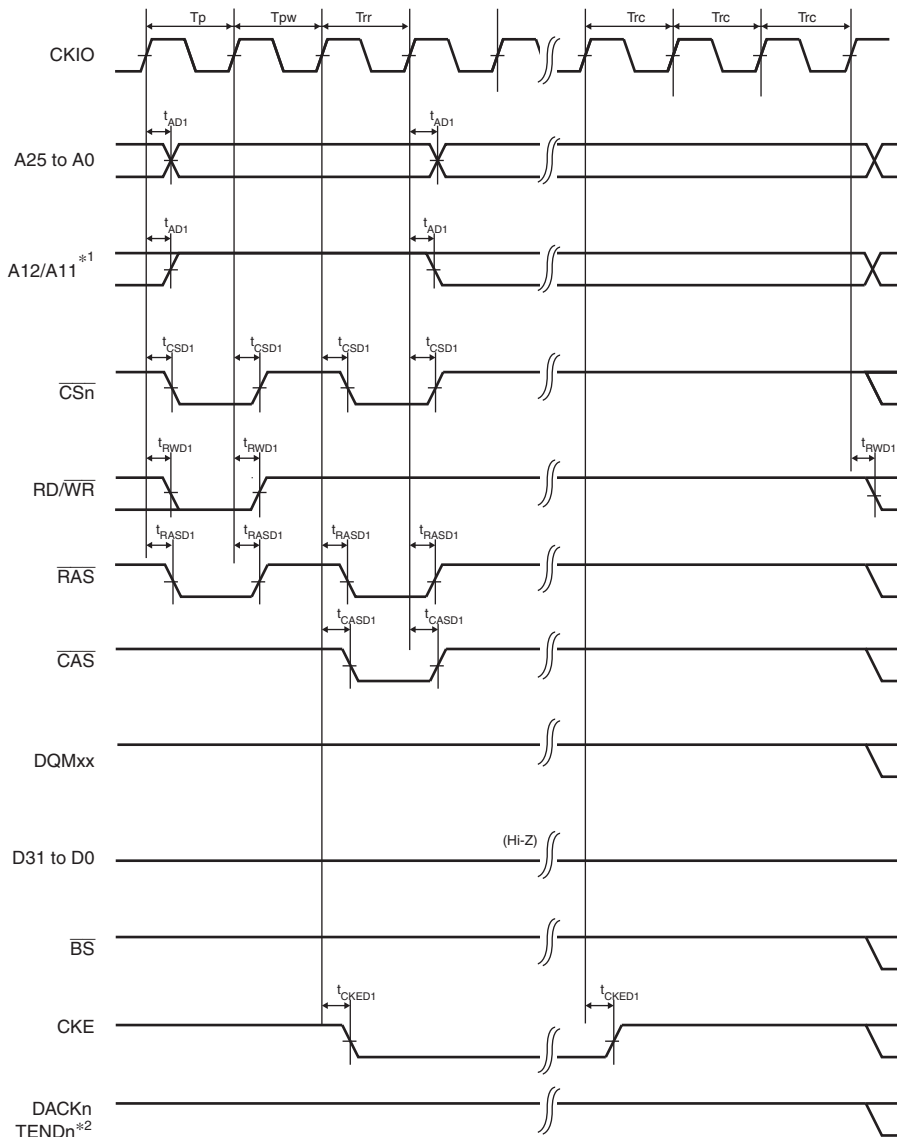 Tp Tpw Trr Trc Trc Trc
CKIO
tAD1 tAD1
A25 to A0
tAD1 tAD1
A12/A11*1
tCSD1 tCSD1 tCSD1 tCSD1
CSn
tRWD1 tRWD1 tRWD1
RD/WR
tRASD1 tRASD1 tRASD1 tRASD1
RAS
tCASD1 tCASD1
CAS
DQMxx
(Hi-Z)
D31 to D0
BS
tCKED1 tCKED1
CKE
DACKn
TENDn*2